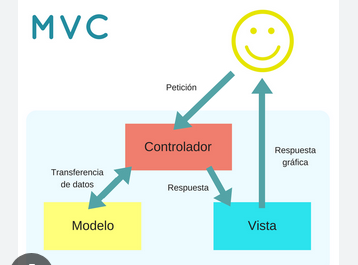 MVC
Petición
Controlador
Transferencia
de datos
Respuesta
Respuesta
gráfica
Modelo
Vista